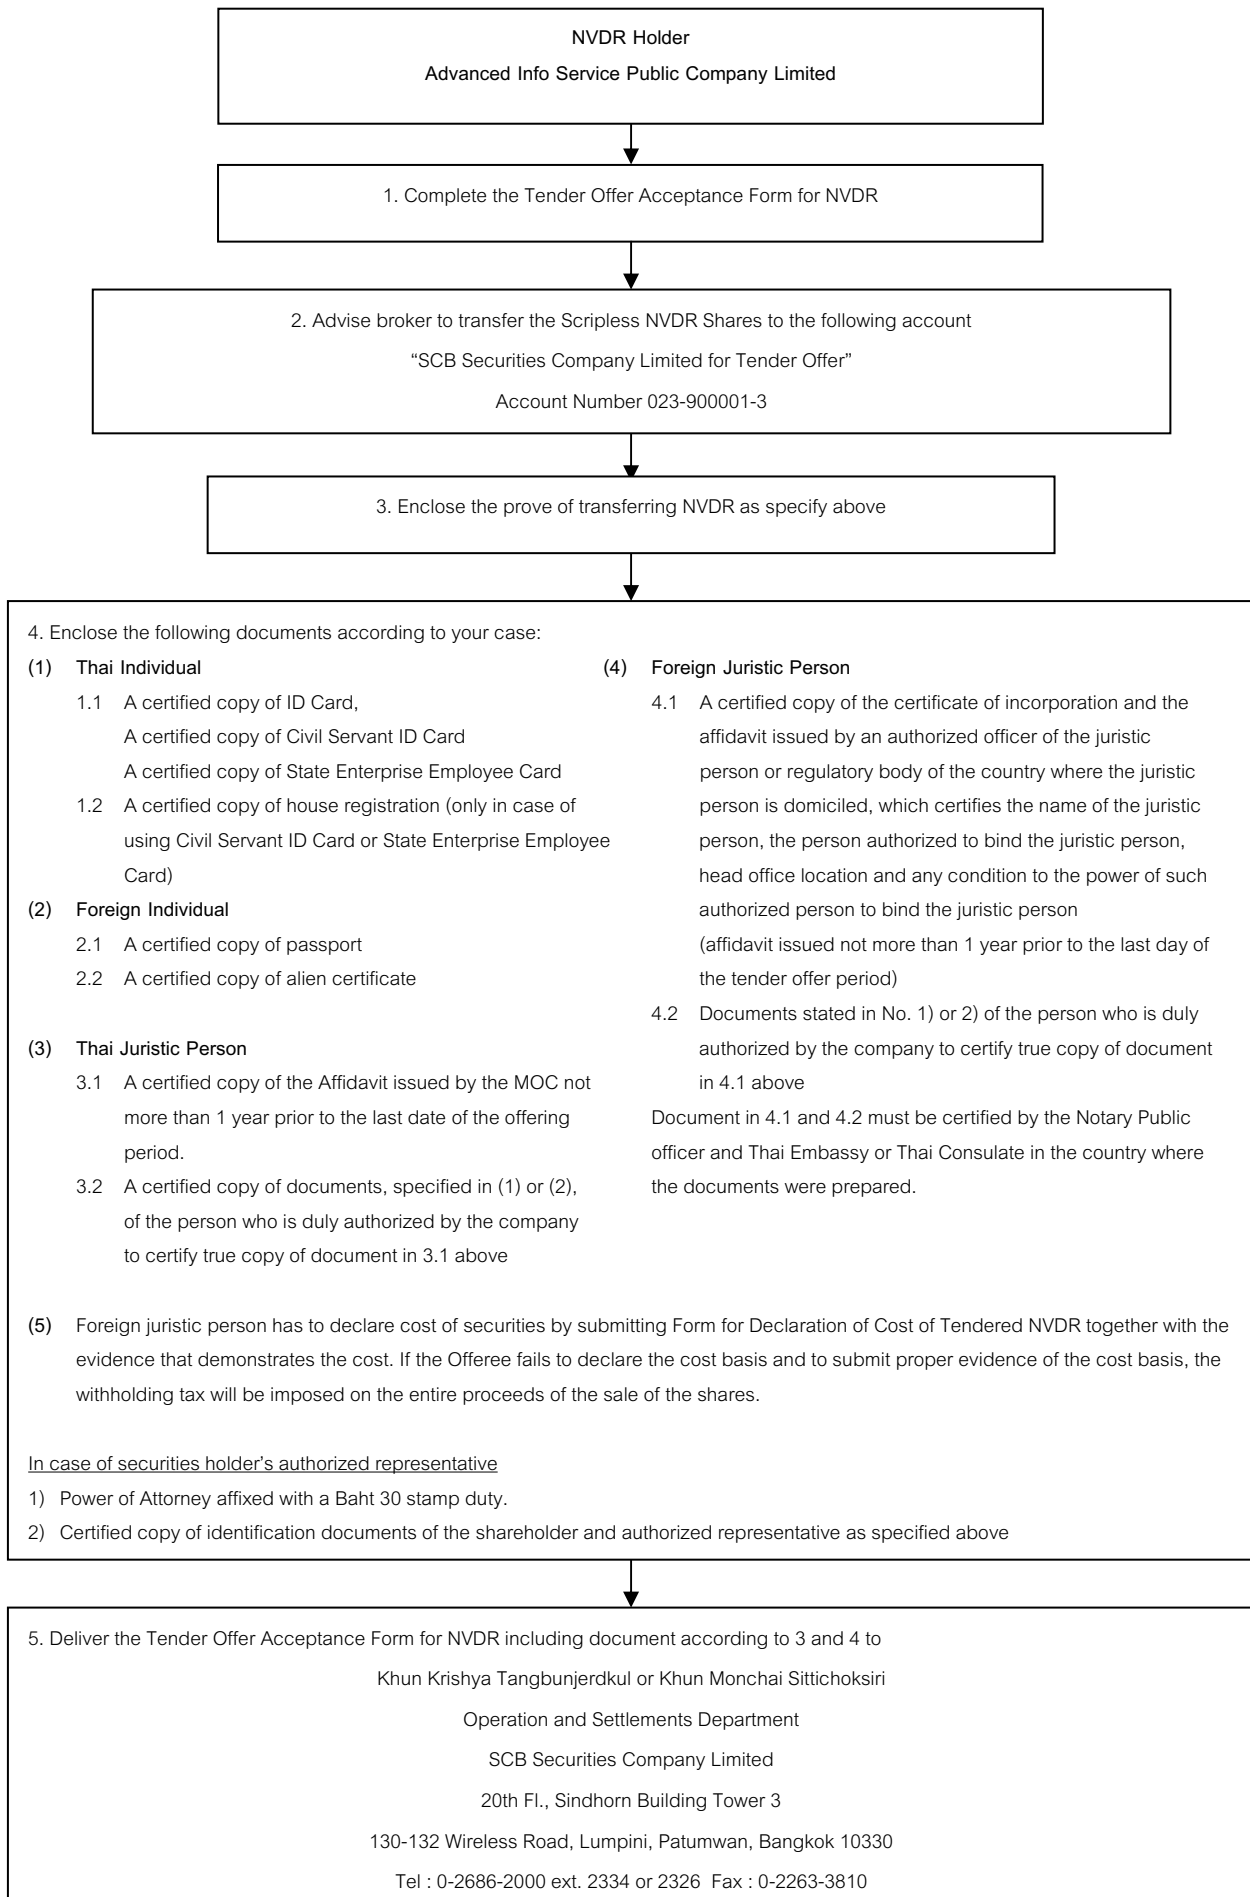 NVDR Holder
Advanced Info Service Public Company Limited
1. Complete the Tender Offer Acceptance Form for NVDR
2. Advise broker to transfer the Scripless NVDR Shares to the following account
“SCB Securities Company Limited for Tender Offer”
Account Number 023-900001-3
3. Enclose the prove of transferring NVDR as specify above
4. Enclose the following documents according to your case:
(1) Thai Individual
1.1 A certified copy of ID Card,
A certified copy of Civil Servant ID Card
A certified copy of State Enterprise Employee Card
1.2 A certified copy of house registration (only in case of
using Civil Servant ID Card or State Enterprise Employee
Card)
(2) Foreign Individual
2.1 A certified copy of passport
2.2 A certified copy of alien certificate
(3) Thai Juristic Person
3.1 A certified copy of the Affidavit issued by the MOC not
more than 1 year prior to the last date of the offering
period.
3.2 A certified copy of documents, specified in (1) or (2),
of the person who is duly authorized by the company
to certify true copy of document in 3.1 above
(4) Foreign Juristic Person
4.1 A certified copy of the certificate of incorporation and the
affidavit issued by an authorized officer of the juristic
person or regulatory body of the country where the juristic
person is domiciled, which certifies the name of the juristic
person, the person authorized to bind the juristic person,
head office location and any condition to the power of such
authorized person to bind the juristic person
(affidavit issued not more than 1 year prior to the last day of
the tender offer period)
4.2 Documents stated in No. 1) or 2) of the person who is duly
authorized by the company to certify true copy of document
in 4.1 above
Document in 4.1 and 4.2 must be certified by the Notary Public
officer and Thai Embassy or Thai Consulate in the country where
the documents were prepared.
(5) Foreign juristic person has to declare cost of securities by submitting Form for Declaration of Cost of Tendered NVDR together with the
evidence that demonstrates the cost. If the Offeree fails to declare the cost basis and to submit proper evidence of the cost basis, the
withholding tax will be imposed on the entire proceeds of the sale of the shares.
In case of securities holder’s authorized representative
1) Power of Attorney affixed with a Baht 30 stamp duty.
2) Certified copy of identification documents of the shareholder and authorized representative as specified above
5. Deliver the Tender Offer Acceptance Form for NVDR including document according to 3 and 4 to
Khun Krishya Tangbunjerdkul or Khun Monchai Sittichoksiri
Operation and Settlements Department
SCB Securities Company Limited
20th Fl., Sindhorn Building Tower 3
130-132 Wireless Road, Lumpini, Patumwan, Bangkok 10330
Tel : 0-2686-2000 ext. 2334 or 2326 Fax : 0-2263-3810